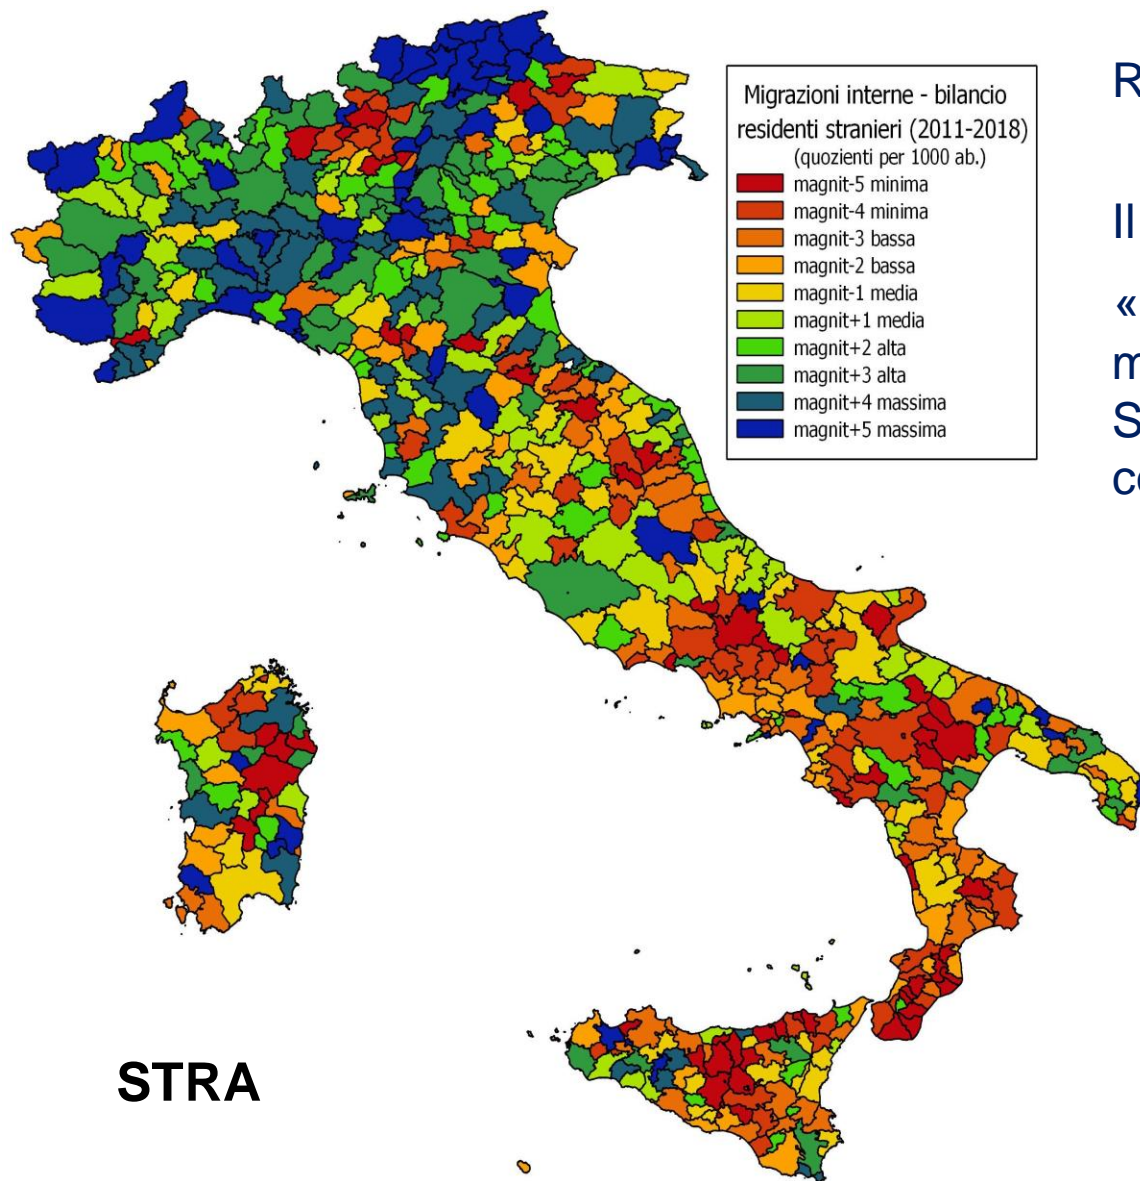 Migrazioni interne - bilancio
residenti stranieri (2011-2018)
(quozienti per 1000 ab.)
magnit-5 minima
magnit-4 minima
magnit-3 bassa
magnit-2 bassa
magnit-1 media
magnit+1 media
magnit+2 alta
magnit+3 alta
magnit+4 massima
magnit+5 massima
R
Il
«
m
S
STRA